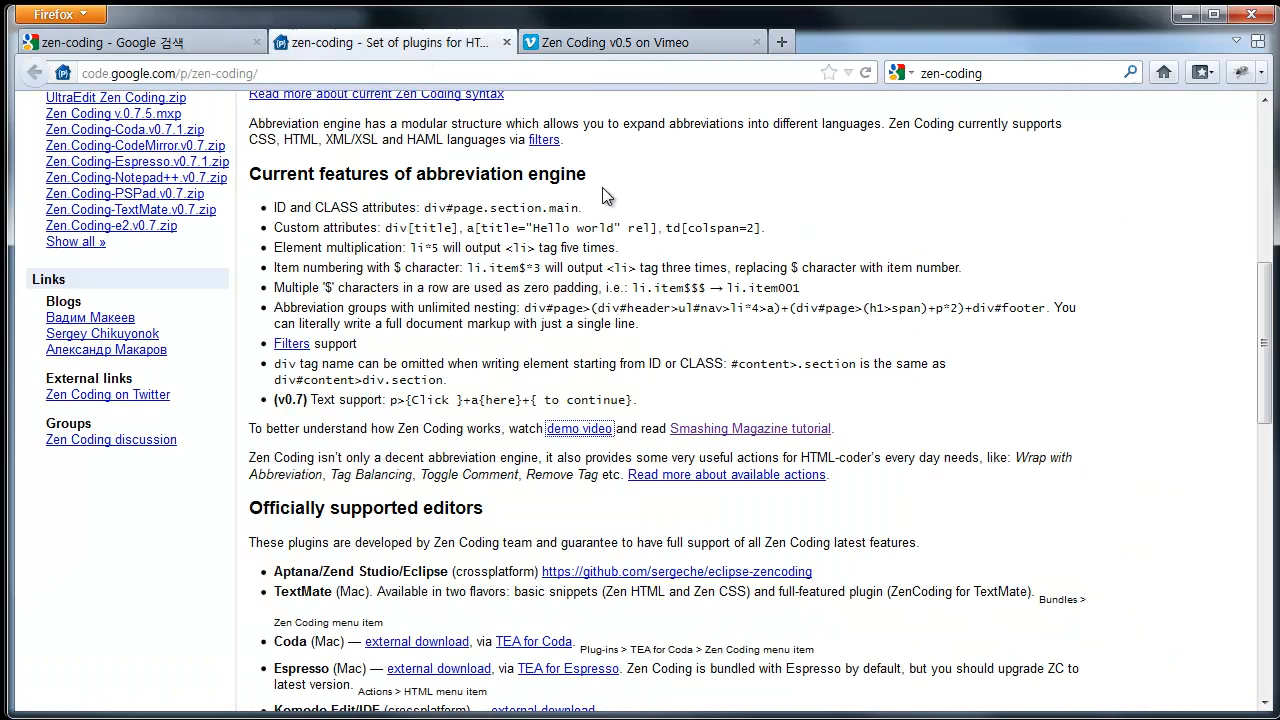 Firefox
zen-coding - Google 검색
zen-coding - Set of plugins for HT...
Zen Coding v0.5 on Vimeo
code.google.com/p/zen-coding/
zen-coding
UltraEdit Zen Coding.zip
Zen Coding v.0.7.5.mxp
Zen.Coding-Coda.v0.7.1.zip
Zen.Coding-CodeMirror.v0.7.zip
Zen.Coding-Espresso.v0.7.1.zip
Zen.Coding-Notepad++.v0.7.zip
Zen.Coding-PSPad.v0.7.zip
Zen.Coding-TextMate.v0.7.zip
Zen.Coding-e2.v0.7.zip
Show all »
Links
Blogs
Вадим Макеев
Sergey Chikuyonok
Александр Макаров
External links
Zen Coding on Twitter
Groups
Zen Coding discussion
Read more about current Zen Coding syntax
Abbreviation engine has a modular structure which allows you to expand abbreviations into different languages. Zen Coding currently supports
CSS, HTML, XML/XSL and HAML languages via filters.
Current features of abbreviation engine
• ID and CLASS attributes: div#page.section.main.
• Custom attributes: div[title], a[title="Hello world" rel], td[colspan=2].
• Element multiplication: li*5 will output <li> tag five times.
• Item numbering with $ character: li.item$*3 will output <li> tag three times, replacing $ character with item number.
• Multiple '$' characters in a row are used as zero padding, i.e.: li.item$$$ → li.item001
• Abbreviation groups with unlimited nesting: div#page>(div#header>ul#nav>li*4>a)+(div#page>(h1>span)+p*2)+div#footer. You
can literally write a full document markup with just a single line.
• Filters support
• div tag name can be omitted when writing element starting from ID or CLASS: #content>.section is the same as
div#content>div.section.
• (v0.7) Text support: p>{Click }+a{here}+{ to continue}.
To better understand how Zen Coding works, watch demo video and read Smashing Magazine tutorial.
Zen Coding isn't only a decent abbreviation engine, it also provides some very useful actions for HTML-coder's every day needs, like: Wrap with
Abbreviation, Tag Balancing, Toggle Comment, Remove Tag etc. Read more about available actions.
Officially supported editors
These plugins are developed by Zen Coding team and guarantee to have full support of all Zen Coding latest features.
• Aptana/Zend Studio/Eclipse (crossplatform) https://github.com/sergeche/eclipse-zencoding
• TextMate (Mac). Available in two flavors: basic snippets (Zen HTML and Zen CSS) and full-featured plugin (ZenCoding for TextMate). Bundles >
Zen Coding menu item
• Coda (Mac) — external download, via TEA for Coda. Plug-ins > TEA for Coda > Zen Coding menu item
• Espresso (Mac) — external download, via TEA for Espresso. Zen Coding is bundled with Espresso by default, but you should upgrade ZC to
latest version. Actions > HTML menu item
• Komodo Edit/IDE (crossplatform) — external download